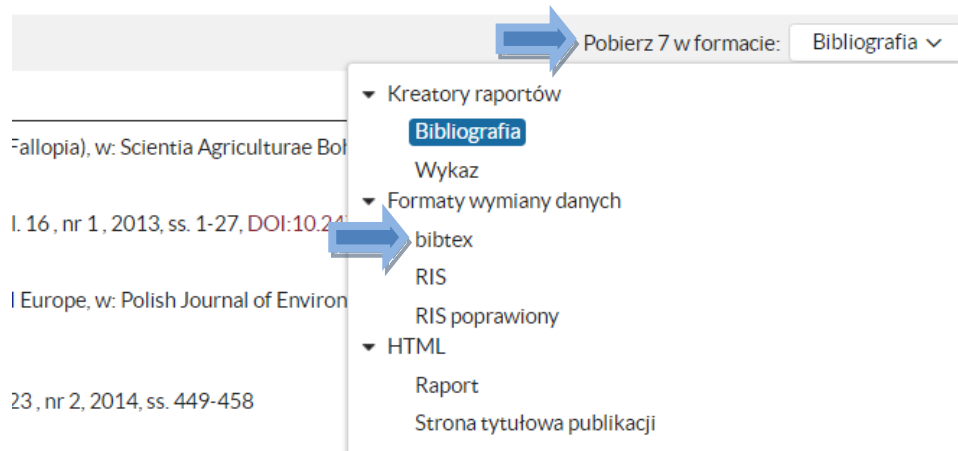 Pobierz 7 w formacie: Bibliografia
Kreatory raportów
Bibliografia
Wykaz
Formaty wymiany danych
bibtex
RIS
RIS poprawiony
HTML
Raport
Strona tytułowa publikacji
Fallopia), w: Scientia Agriculturae Boh
l. 16 , nr 1 , 2013, ss. 1-27, DOI:10.24
l Europe, w: Polish Journal of Environ
23 , nr 2, 2014, ss. 449-458